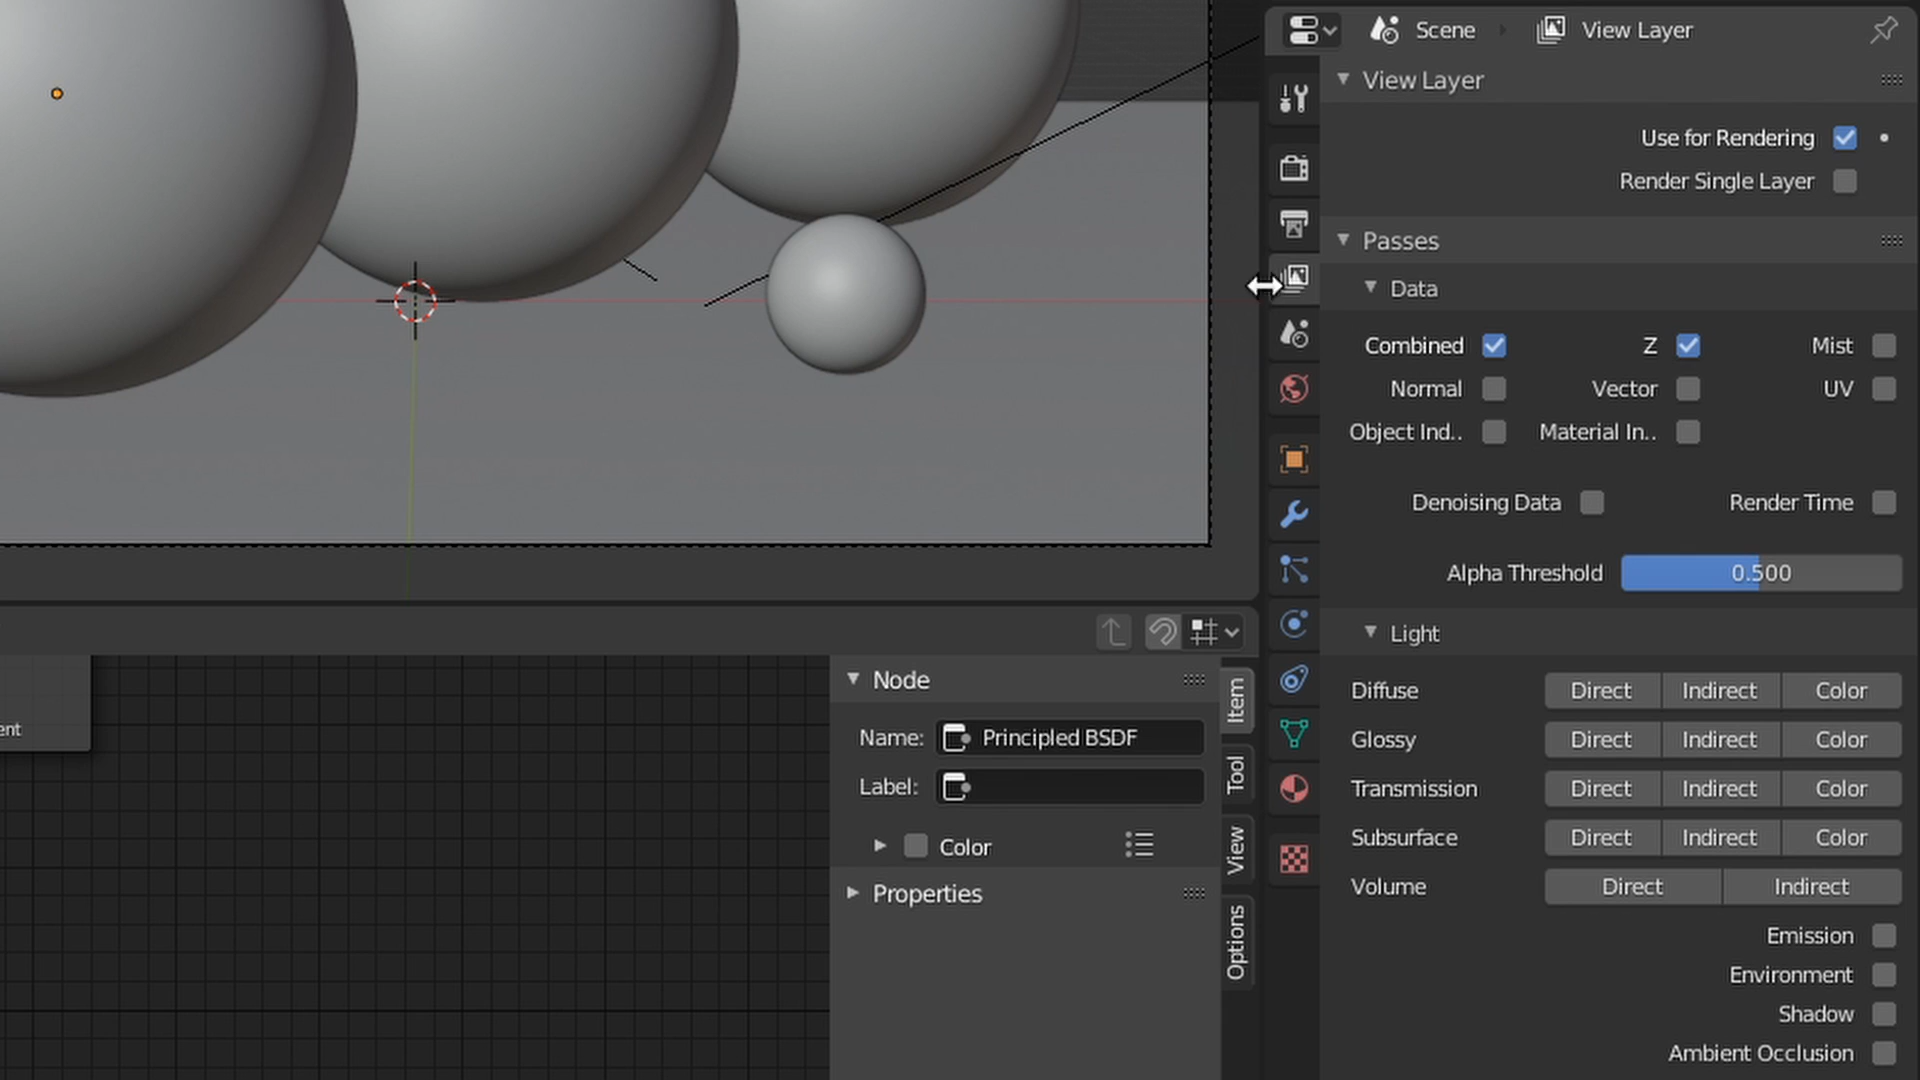 Scene View Layer
View Layer
Use for Rendering
Render Single Layer
Passes
Data
Combined Z Mist
Normal Vector UV
Object Ind.. Material In..
Denoising Data Render Time
Alpha Threshold 0.500
Light
Diffuse Direct Indirect Color
Glossy Direct Indirect Color
Transmission Direct Indirect Color
Subsurface Direct Indirect Color
Volume Direct Indirect
Emission
Environment
Shadow
Ambient Occlusion
ent
Node
Name: Principled BSDF
Label:
Color
Properties
Item
Tool
View
Options